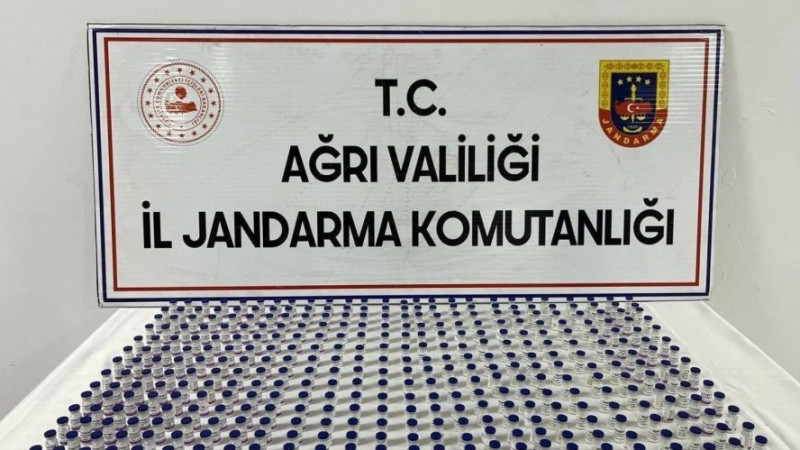 T.C.
AĞRI VALİLİĞİ
İL JANDARMA KOMUTANLIĞI
JANDARMA